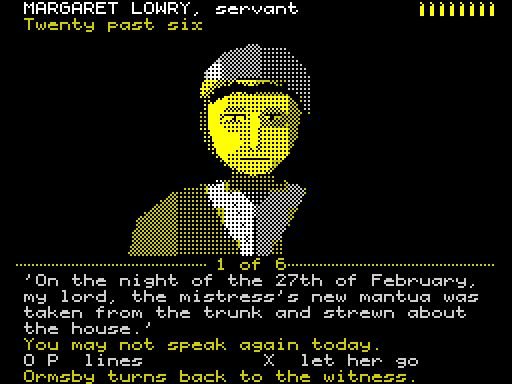 MARGARET LOWRY, servant
Twenty past six
1 of 6
'On the night of the 27th of February,
my lord, the mistress's new mantua was
taken from the trunk and strewn about
the house.'
You may not speak again today.
O P lines X let her go
Ormsby turns back to the witness.